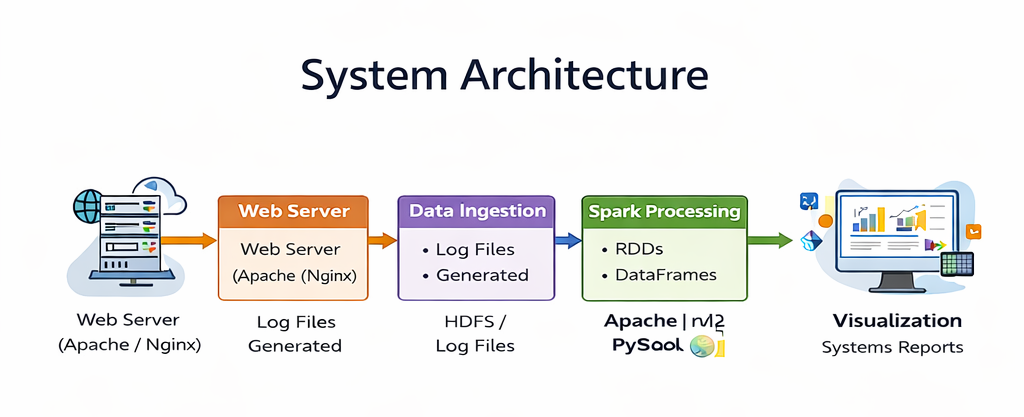 System Architecture
Web Server
(Apache / Nginx)
Web Server
Web Server
(Apache (Nginx)
Log Files
Generated
Data Ingestion
• Log Files
• Generated
HDFS /
Log Files
Spark Processing
• RDDs
• DataFrames
Apache |
Visualization
Systems Reports